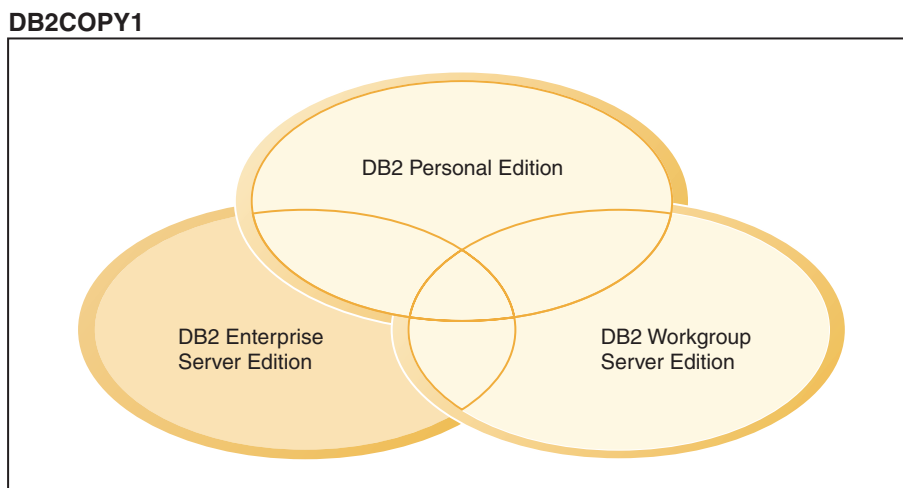 DB2COPY1
DB2 Personal Edition
DB2 Enterprise
Server Edition
DB2 Workgroup
Server Edition